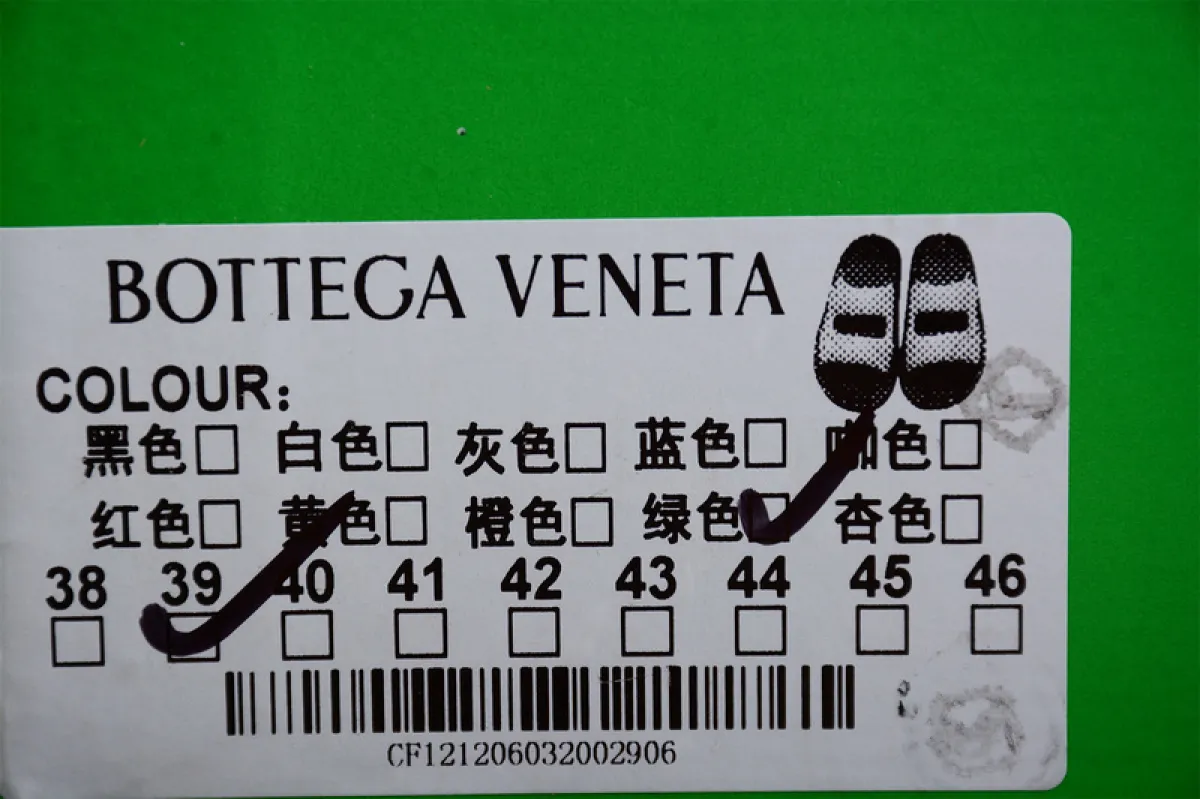 BOTTEGA VENETA
COLOUR:
黑色 白色 灰色 蓝色 咖色
红色 黄色 橙色 绿色 杏色
38 39 40 41 42 43 44 45 46
CF121206032002906